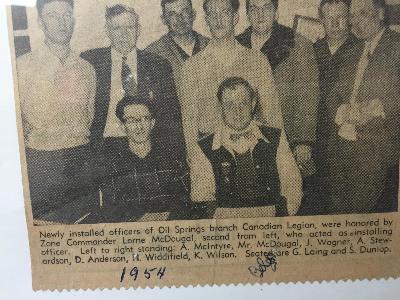 Newly installed officers of Oil Springs branch Canadian Legion, were honored by
Zone Commander Lorne McDougal, second from left, who acted as installing
officer. Left to right standing: A. McIntyre, Mr. McDougal, J. Wagner, A. Stew-
ardson, D. Anderson, H. Widdifield, K. Wilson. Seated are G. Laing and S. Dunlop.
1954